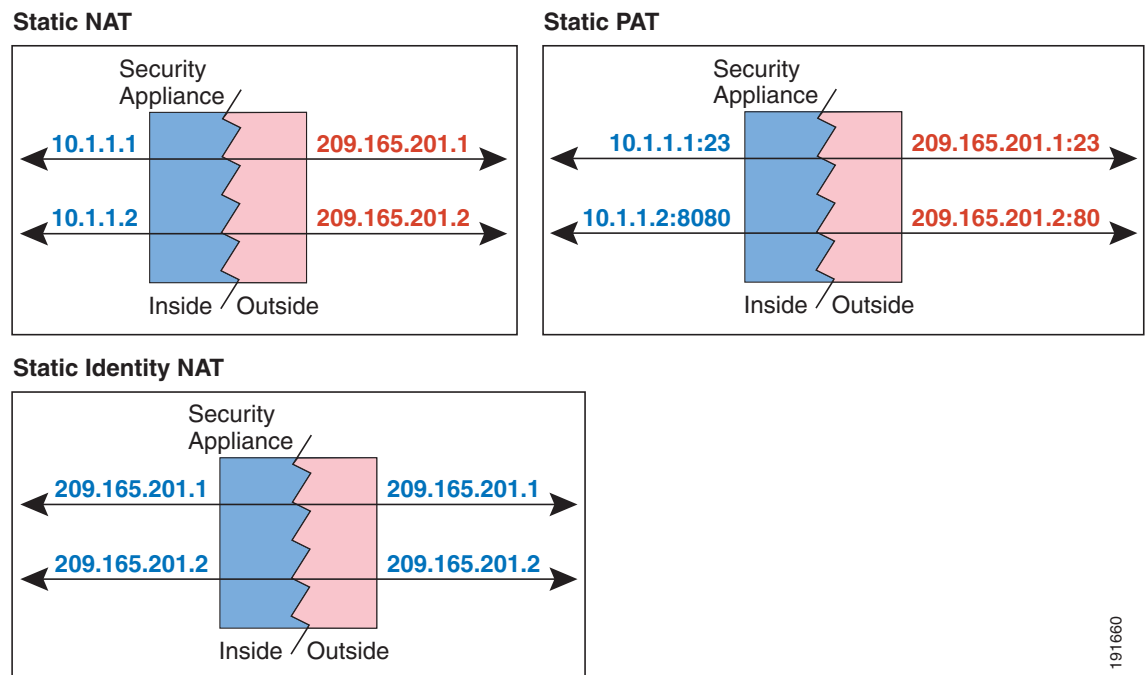 Static NAT
Security
Appliance
10.1.1.1
209.165.201.1
10.1.1.2
209.165.201.2
Inside
Outside
Static PAT
Security
Appliance
10.1.1.1:23
209.165.201.1:23
10.1.1.2:8080
209.165.201.2:80
Inside
Outside
Static Identity NAT
Security
Appliance
209.165.201.1
209.165.201.1
209.165.201.2
209.165.201.2
Inside
Outside
191660